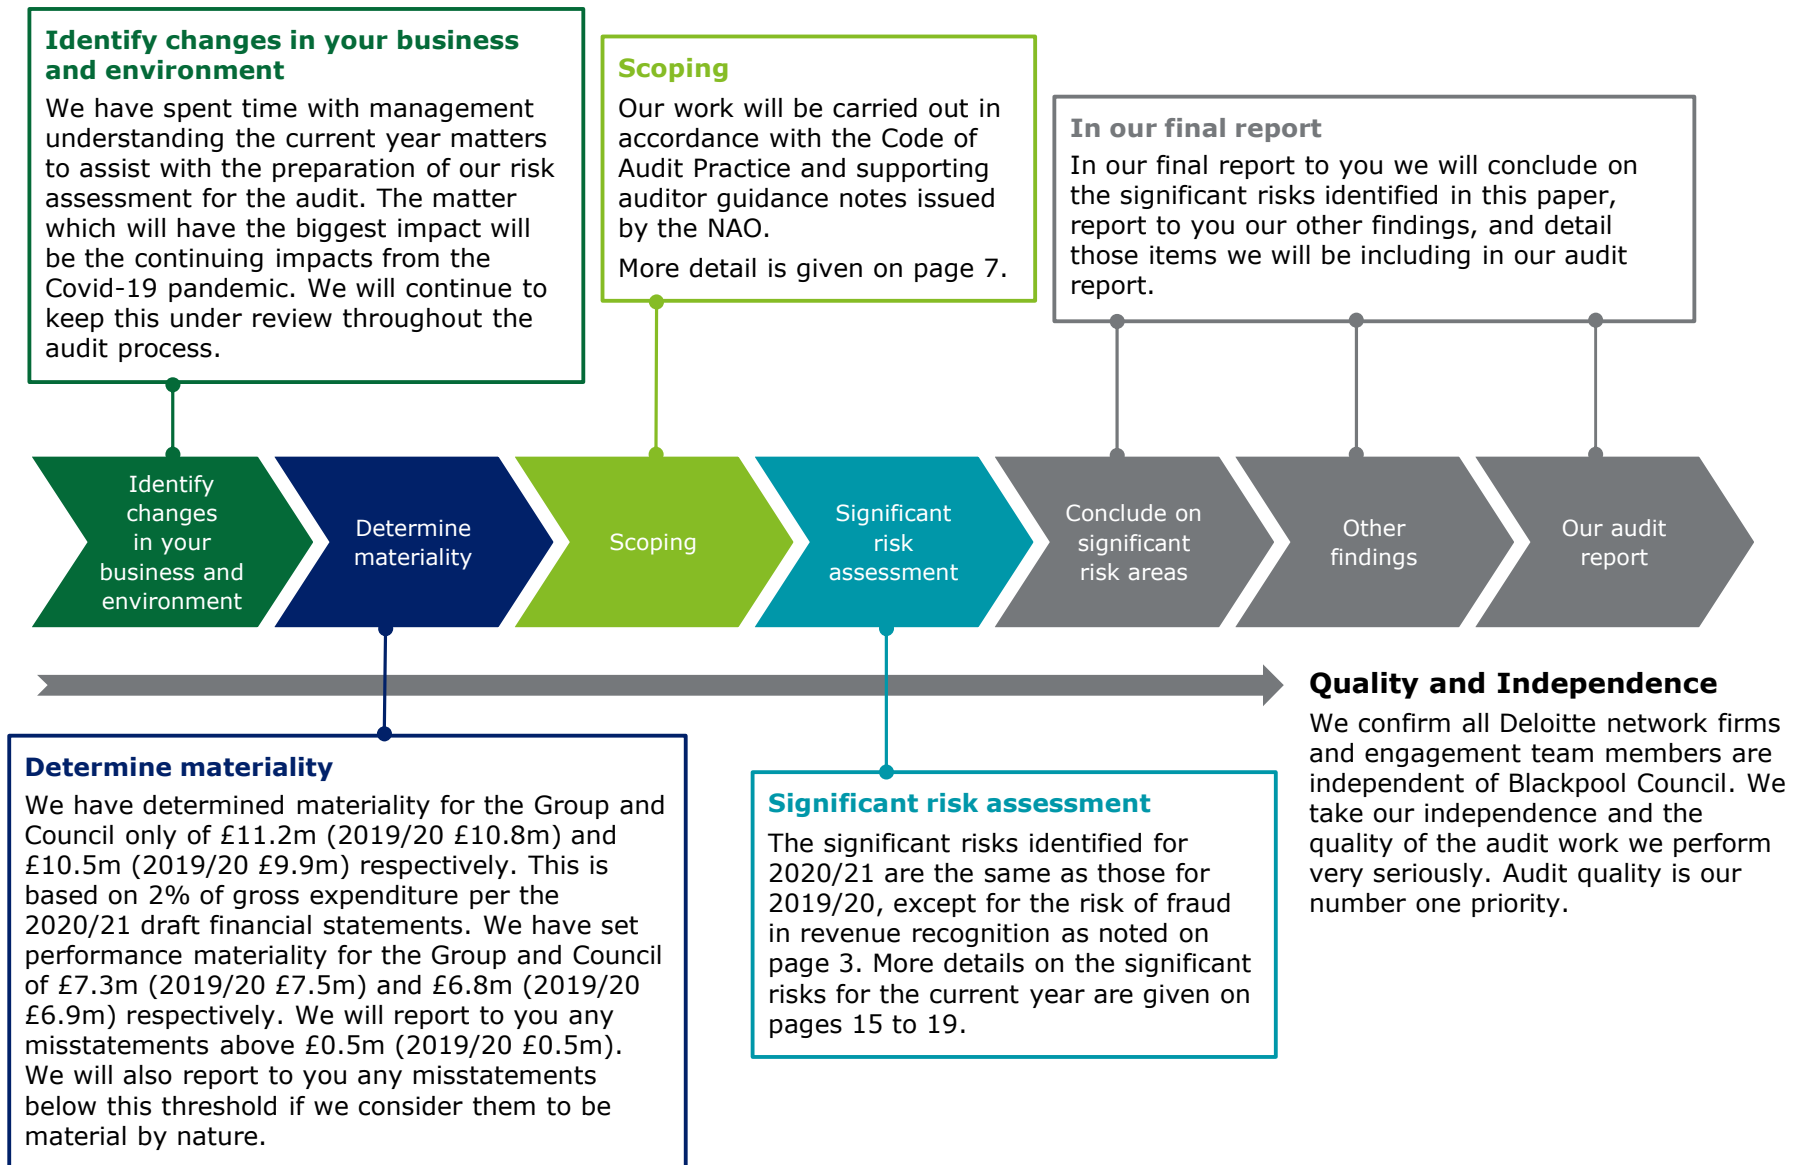 Identify changes in your business
and environment
We have spent time with management
understanding the current year matters
to assist with the preparation of our risk
assessment for the audit. The matter
which will have the biggest impact will
be the continuing impacts from the
Covid-19 pandemic. We will continue to
keep this under review throughout the
audit process.
Scoping
Our work will be carried out in
accordance with the Code of
Audit Practice and supporting
auditor guidance notes issued
by the NAO.
More detail is given on page 7.
In our final report
In our final report to you we will conclude on
the significant risks identified in this paper,
report to you our other findings, and detail
those items we will be including in our audit
report.
Identify
changes
in your
business and
environment
Determine
materiality
Scoping
Significant
risk
assessment
Conclude on
significant
risk areas
Other
findings
Our audit
report
Determine materiality
We have determined materiality for the Group and
Council only of £11.2m (2019/20 £10.8m) and
£10.5m (2019/20 £9.9m) respectively. This is
based on 2% of gross expenditure per the
2020/21 draft financial statements. We have set
performance materiality for the Group and Council
of £7.3m (2019/20 £7.5m) and £6.8m (2019/20
£6.9m) respectively. We will report to you any
misstatements above £0.5m (2019/20 £0.5m).
We will also report to you any misstatements
below this threshold if we consider them to be
material by nature.
Significant risk assessment
The significant risks identified for
2020/21 are the same as those for
2019/20, except for the risk of fraud
in revenue recognition as noted on
page 3. More details on the significant
risks for the current year are given on
pages 15 to 19.
Quality and Independence
We confirm all Deloitte network firms
and engagement team members are
independent of Blackpool Council. We
take our independence and the
quality of the audit work we perform
very seriously. Audit quality is our
number one priority.